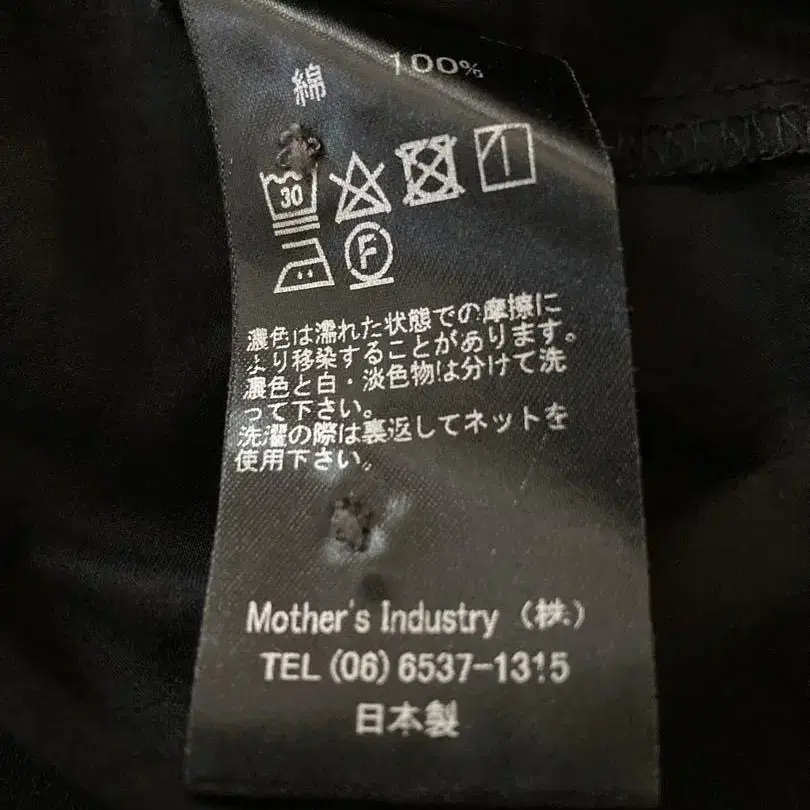 綿 100%
30
F
濃色は濡れた状態での摩擦に
より移染することがあります。
濃色と白・淡色物は分けて洗
って下さい。
洗濯の際は裏返してネットを
使用下さい。
Mother's Industry (株)
TEL (06) 6537-1315
日本製